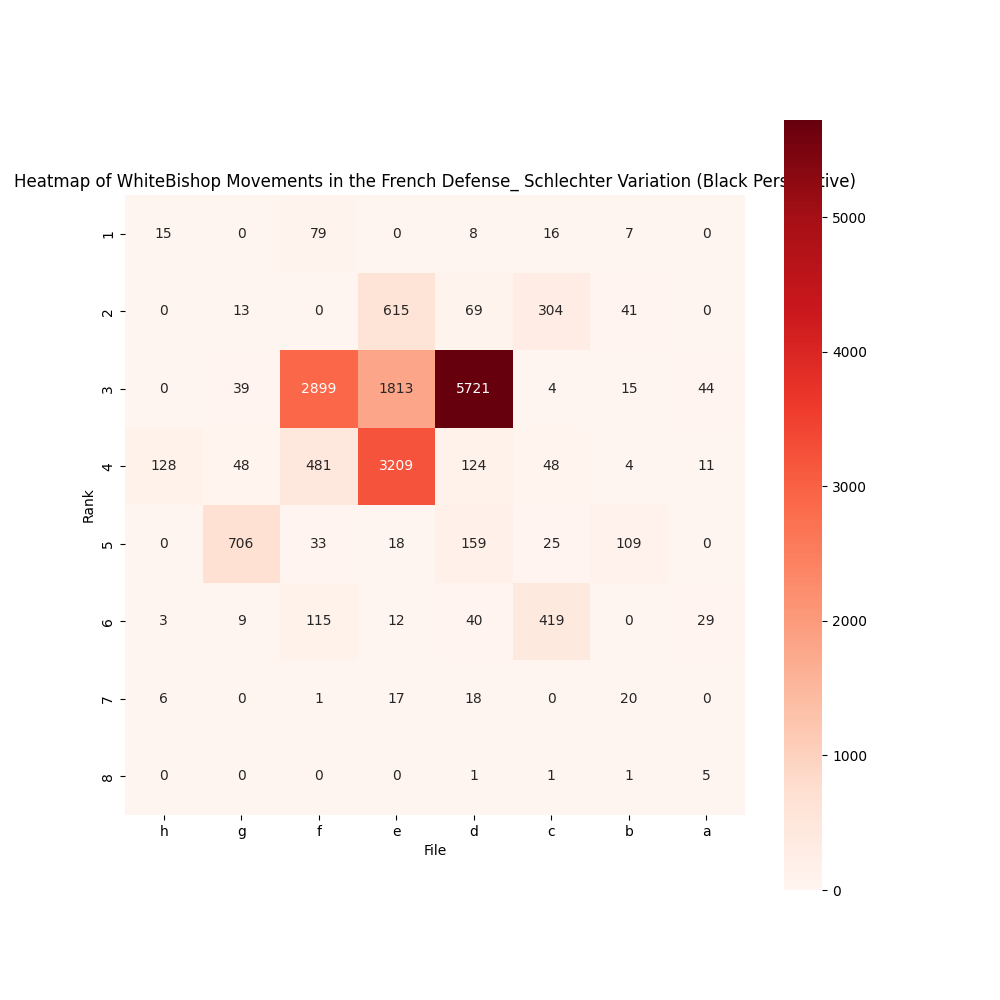 Heatmap of WhiteBishop Movements in the French Defense_ Schlechter Variation (Black Pers tive)
1 15 0 79 0 8 16 7 0
2 0 13 0 615 69 304 41 0
3 0 39 2899 1813 5721 4 15 44
4 128 48 481 3209 124 48 4 11
5 0 706 33 18 159 25 109 0
6 3 9 115 12 40 419 0 29
7 6 0 1 17 18 0 20 0
8 0 0 0 0 1 1 1 5
h g f e d c b a
File
Rank
5000
4000
3000
2000
1000
0